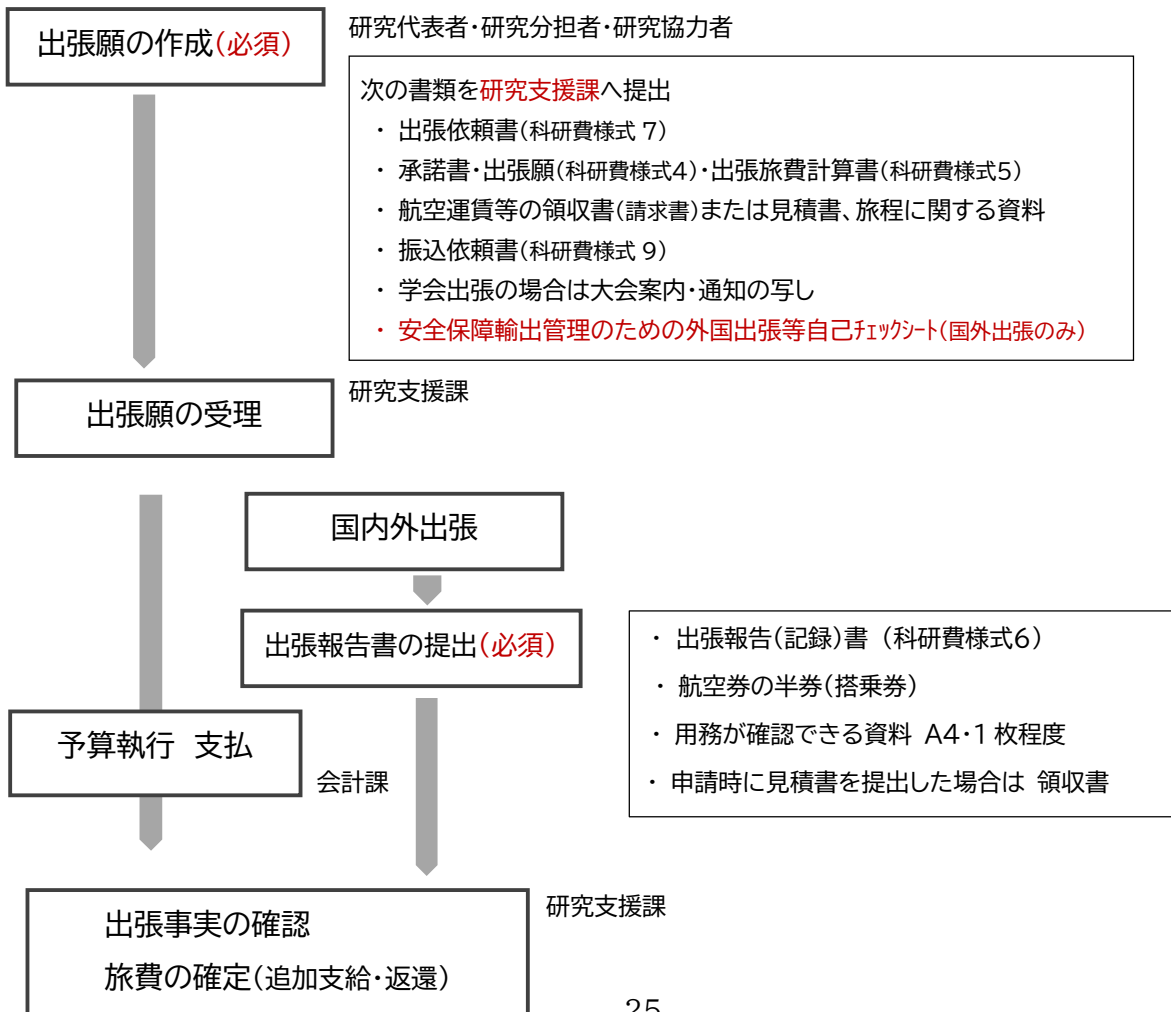 出張願の作成(必須)
研究代表者・研究分担者・研究協力者
次の書類を研究支援課へ提出
・ 出張依頼書(科研費様式 7)
・ 承諾書・出張願(科研費様式4)・出張旅費計算書(科研費様式5)
・ 航空運賃等の領収書(請求書)または見積書、旅程に関する資料
・ 振込依頼書(科研費様式 9)
・ 学会出張の場合は大会案内・通知の写し
・ 安全保障輸出管理のための外国出張等自己ﾁｪｯｸｼｰﾄ(国外出張のみ)
出張願の受理
研究支援課
国内外出張
出張報告書の提出(必須)
・ 出張報告(記録)書 (科研費様式6)
・ 航空券の半券(搭乗券)
・ 用務が確認できる資料 A4・1 枚程度
・ 申請時に見積書を提出した場合は 領収書
予算執行 支払
会計課
出張事実の確認
旅費の確定(追加支給・返還)
研究支援課
25